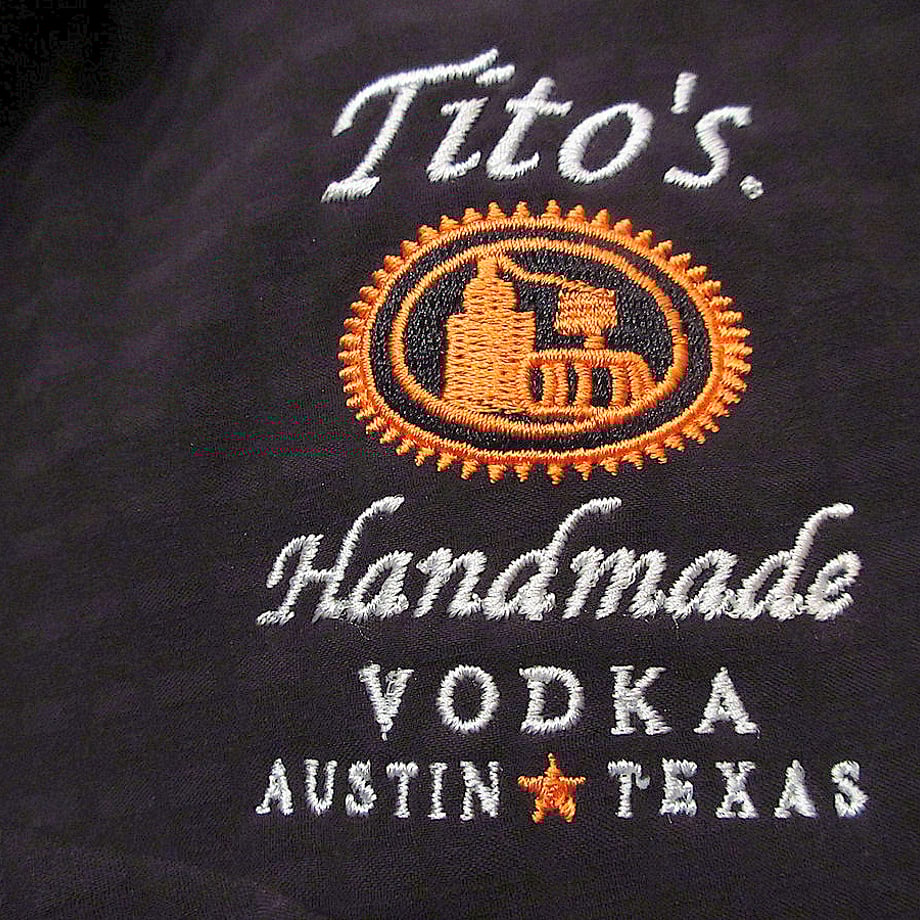 Tito's.
Handmade
VODKA
AUSTIN TEXAS